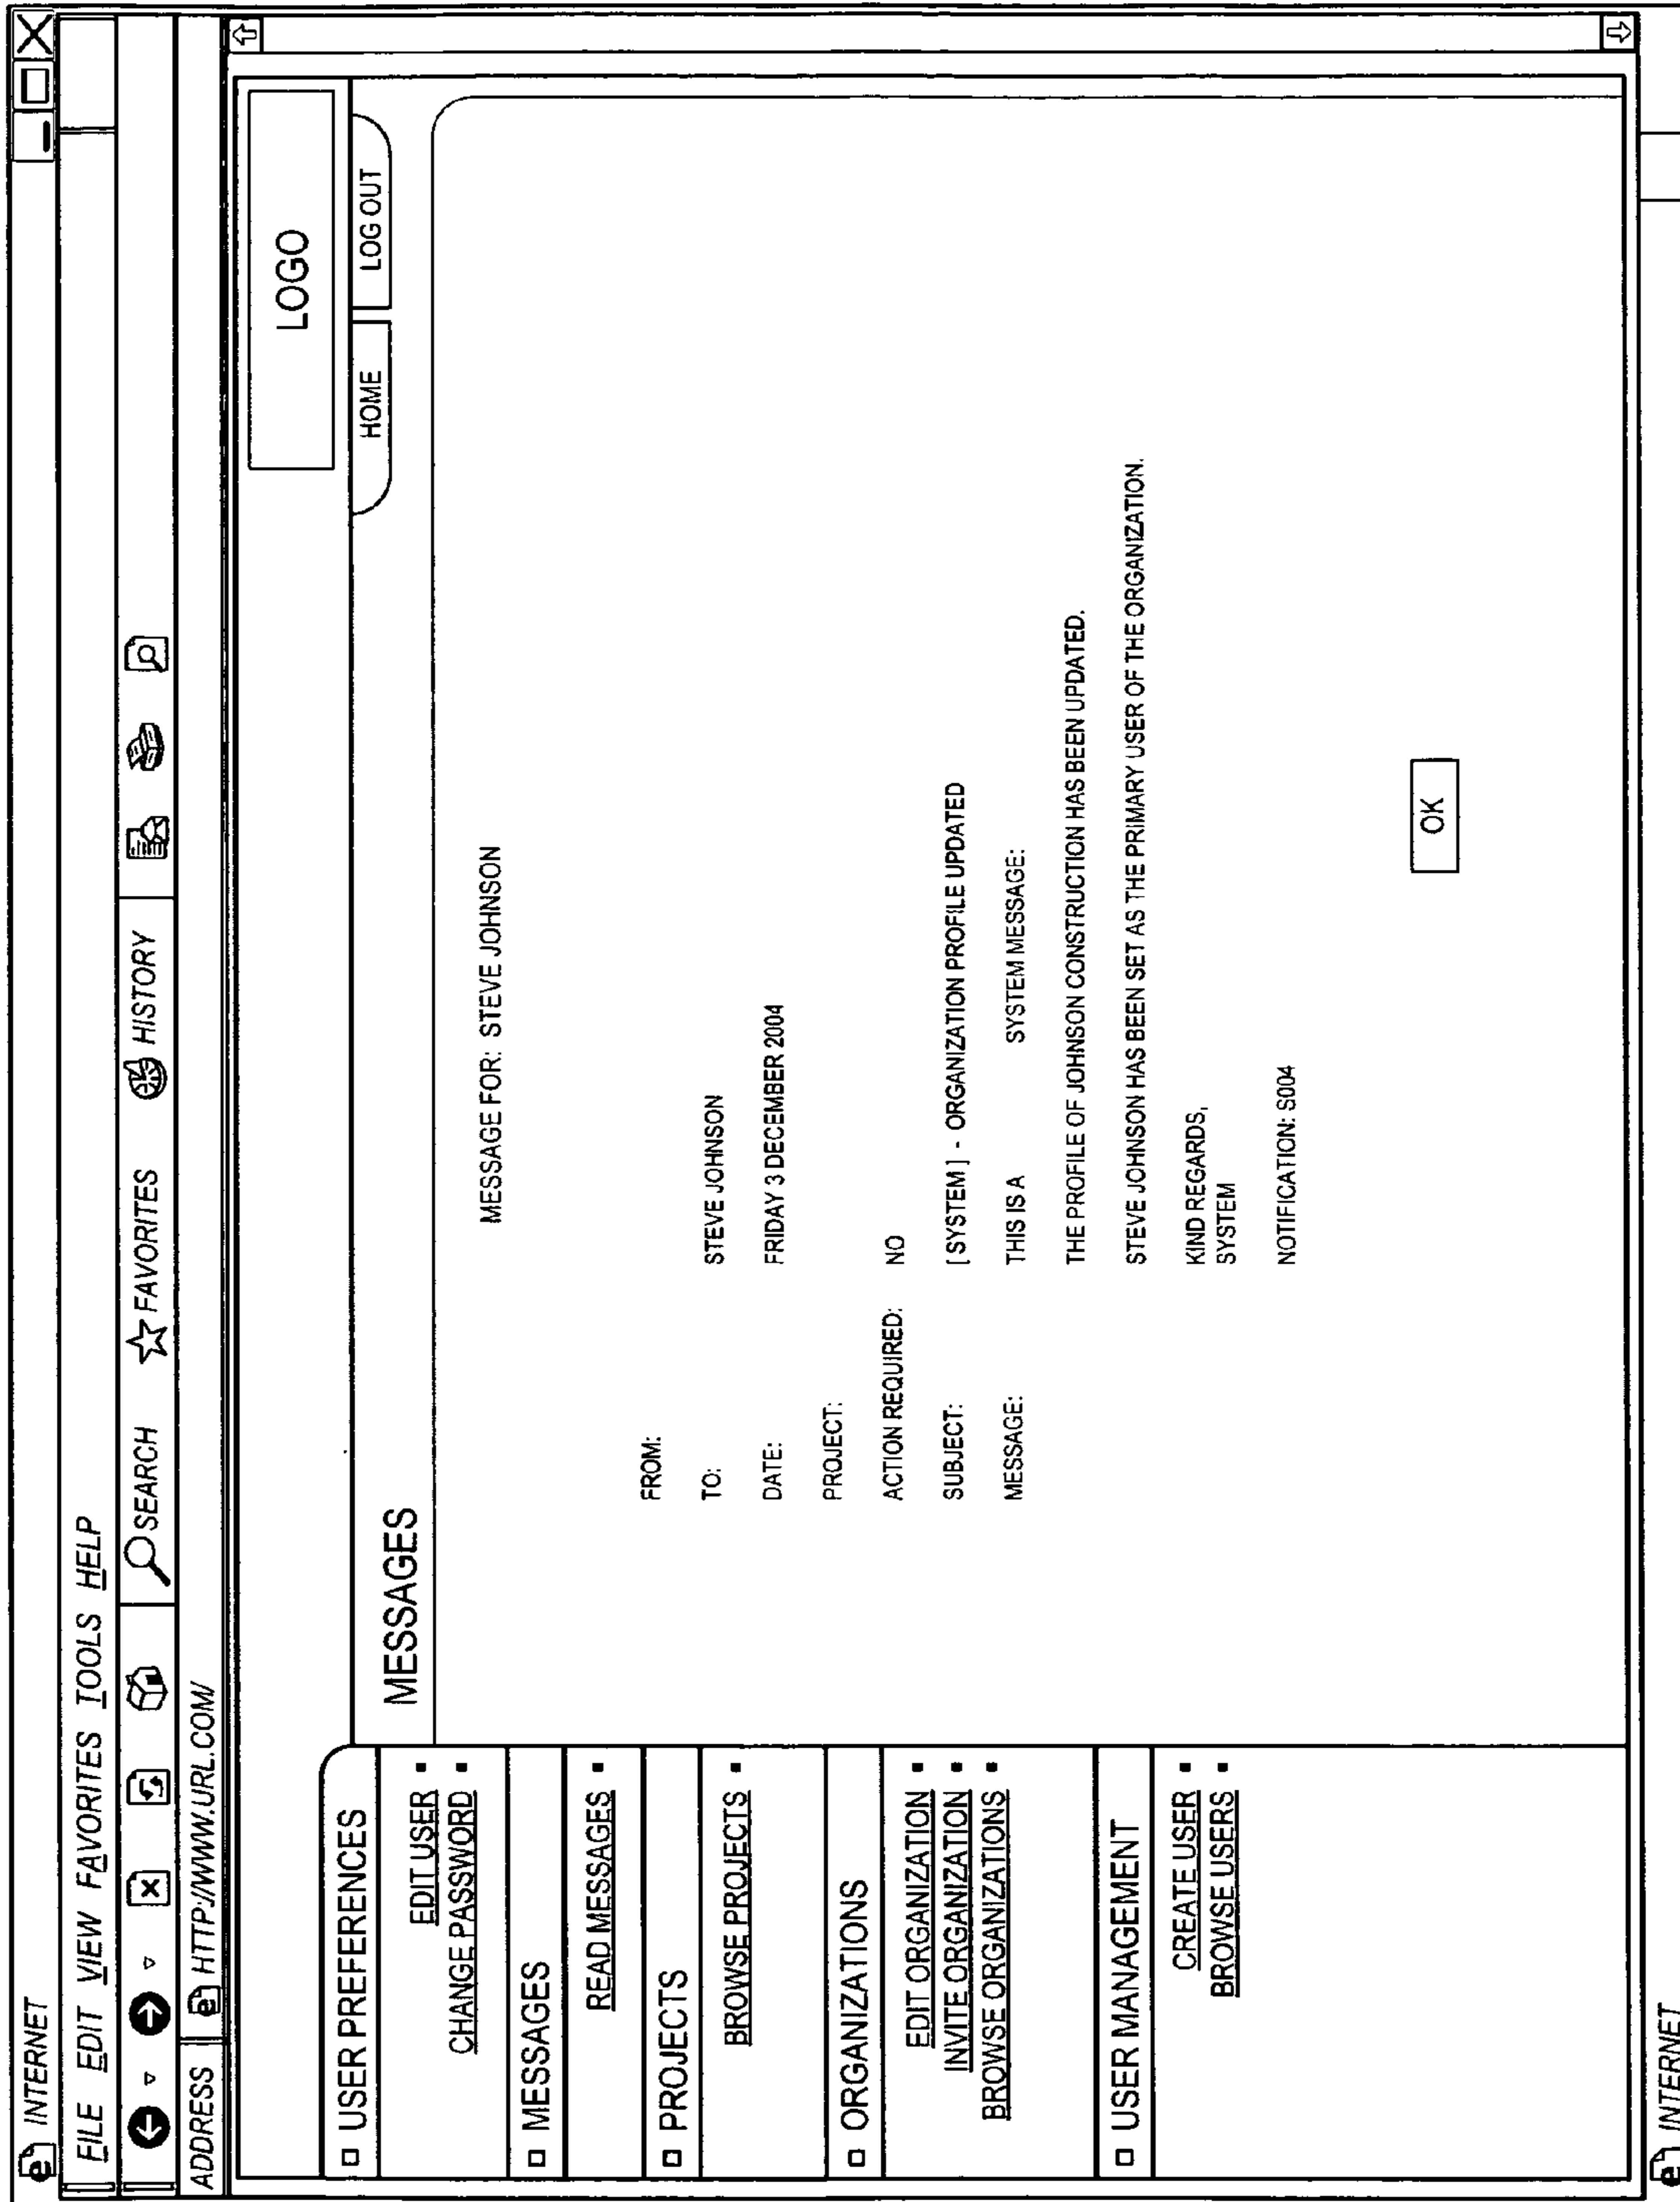 INTERNET
FILE EDIT VIEW FAVORITES TOOLS HELP
SEARCH FAVORITES HISTORY
ADDRESS HTTP://WWW.URL.COM/
LOGO
HOME LOG OUT
USER PREFERENCES
EDIT USER
CHANGE PASSWORD
MESSAGES
READ MESSAGES
PROJECTS
BROWSE PROJECTS
ORGANIZATIONS
EDIT ORGANIZATION
INVITE ORGANIZATION
BROWSE ORGANIZATIONS
USER MANAGEMENT
CREATE USER
BROWSE USERS
MESSAGES
MESSAGE FOR: STEVE JOHNSON
FROM:
TO: STEVE JOHNSON
DATE: FRIDAY 3 DECEMBER 2004
PROJECT:
ACTION REQUIRED: NO
SUBJECT: [ SYSTEM ] - ORGANIZATION PROFILE UPDATED
MESSAGE: THIS IS A SYSTEM MESSAGE:
THE PROFILE OF JOHNSON CONSTRUCTION HAS BEEN UPDATED.
STEVE JOHNSON HAS BEEN SET AS THE PRIMARY USER OF THE ORGANIZATION.
KIND REGARDS,
SYSTEM
NOTIFICATION: S004
OK
INTERNET